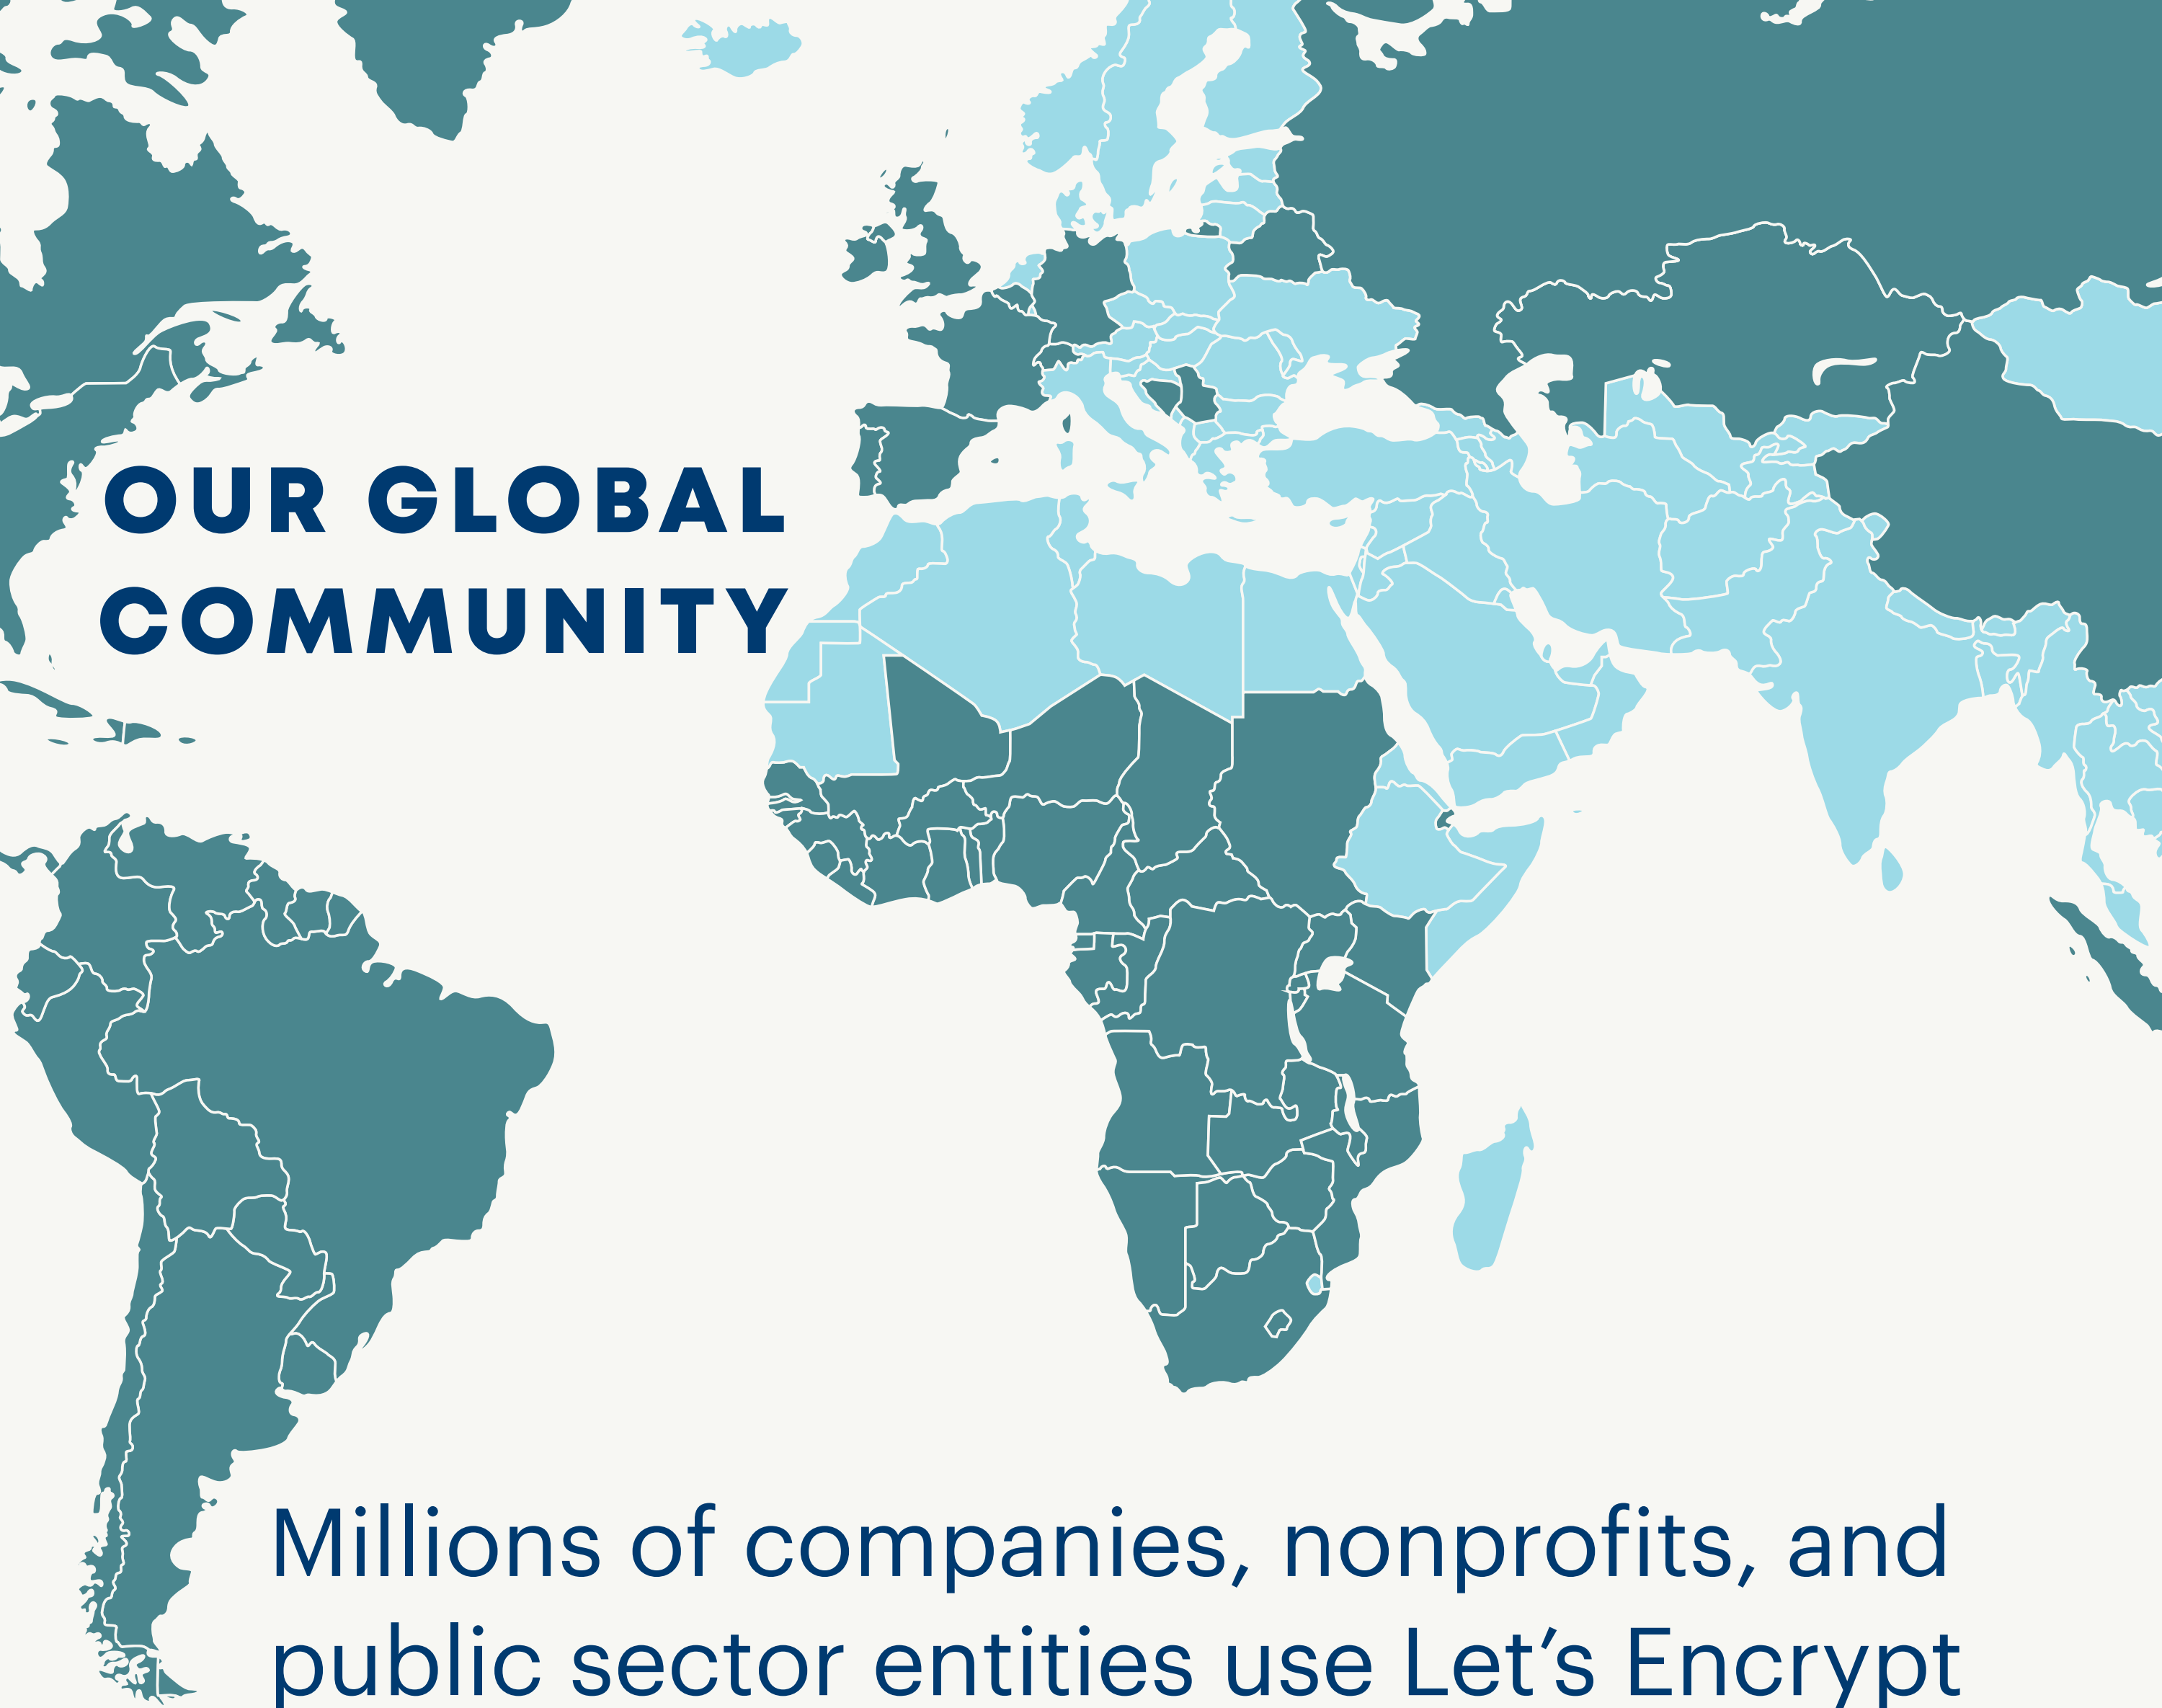 OUR GLOBAL
COMMUNITY
Millions of companies, nonprofits, and
public sector entities use Let’s Encrypt